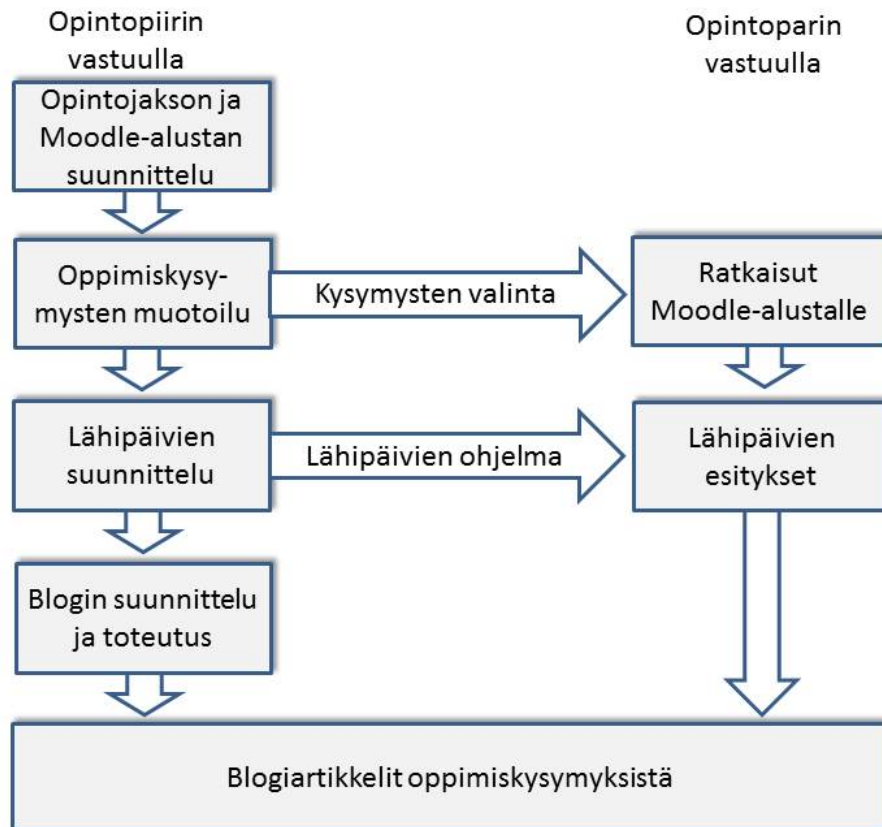 Opintopiirin
vastuulla
Opintoparin
vastuulla
Opintojakson ja
Moodle-alustan
suunnittelu
Oppimiskysy-
mysten muotoilu
Kysymysten valinta
Ratkaisut
Moodle-alustalle
Lähipäivien
suunnittelu
Lähipäivien ohjelma
Lähipäivien
esitykset
Blogin suunnittelu
ja toteutus
Blogiartikkelit oppimiskysymyksistä